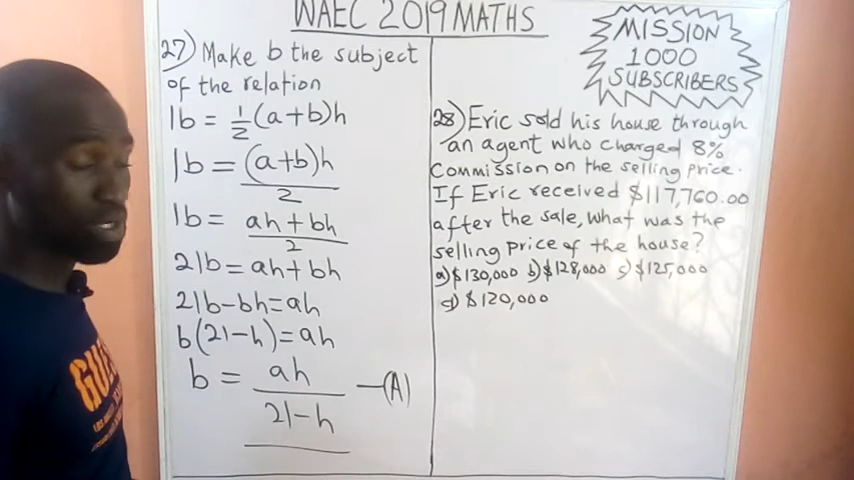 WAEC 2019 MATHS
27) Make b the subject
of the relation
lb = 1/2 (a+b)h
lb = (a+b)h/2
lb = ah+bh/2
2lb = ah+bh
2lb-bh=ah
b(2l-h)=ah
b = ah/2l-h —(A)
MISSION
1000
SUBSCRIBERS
28) Eric sold his house through
an agent who charged 8%
Commission on the selling price.
If Eric received $117,760.00
after the sale, what was the
selling price of the house?
a) $130,000 b) $128,000 c) $125,000
d) $120,000